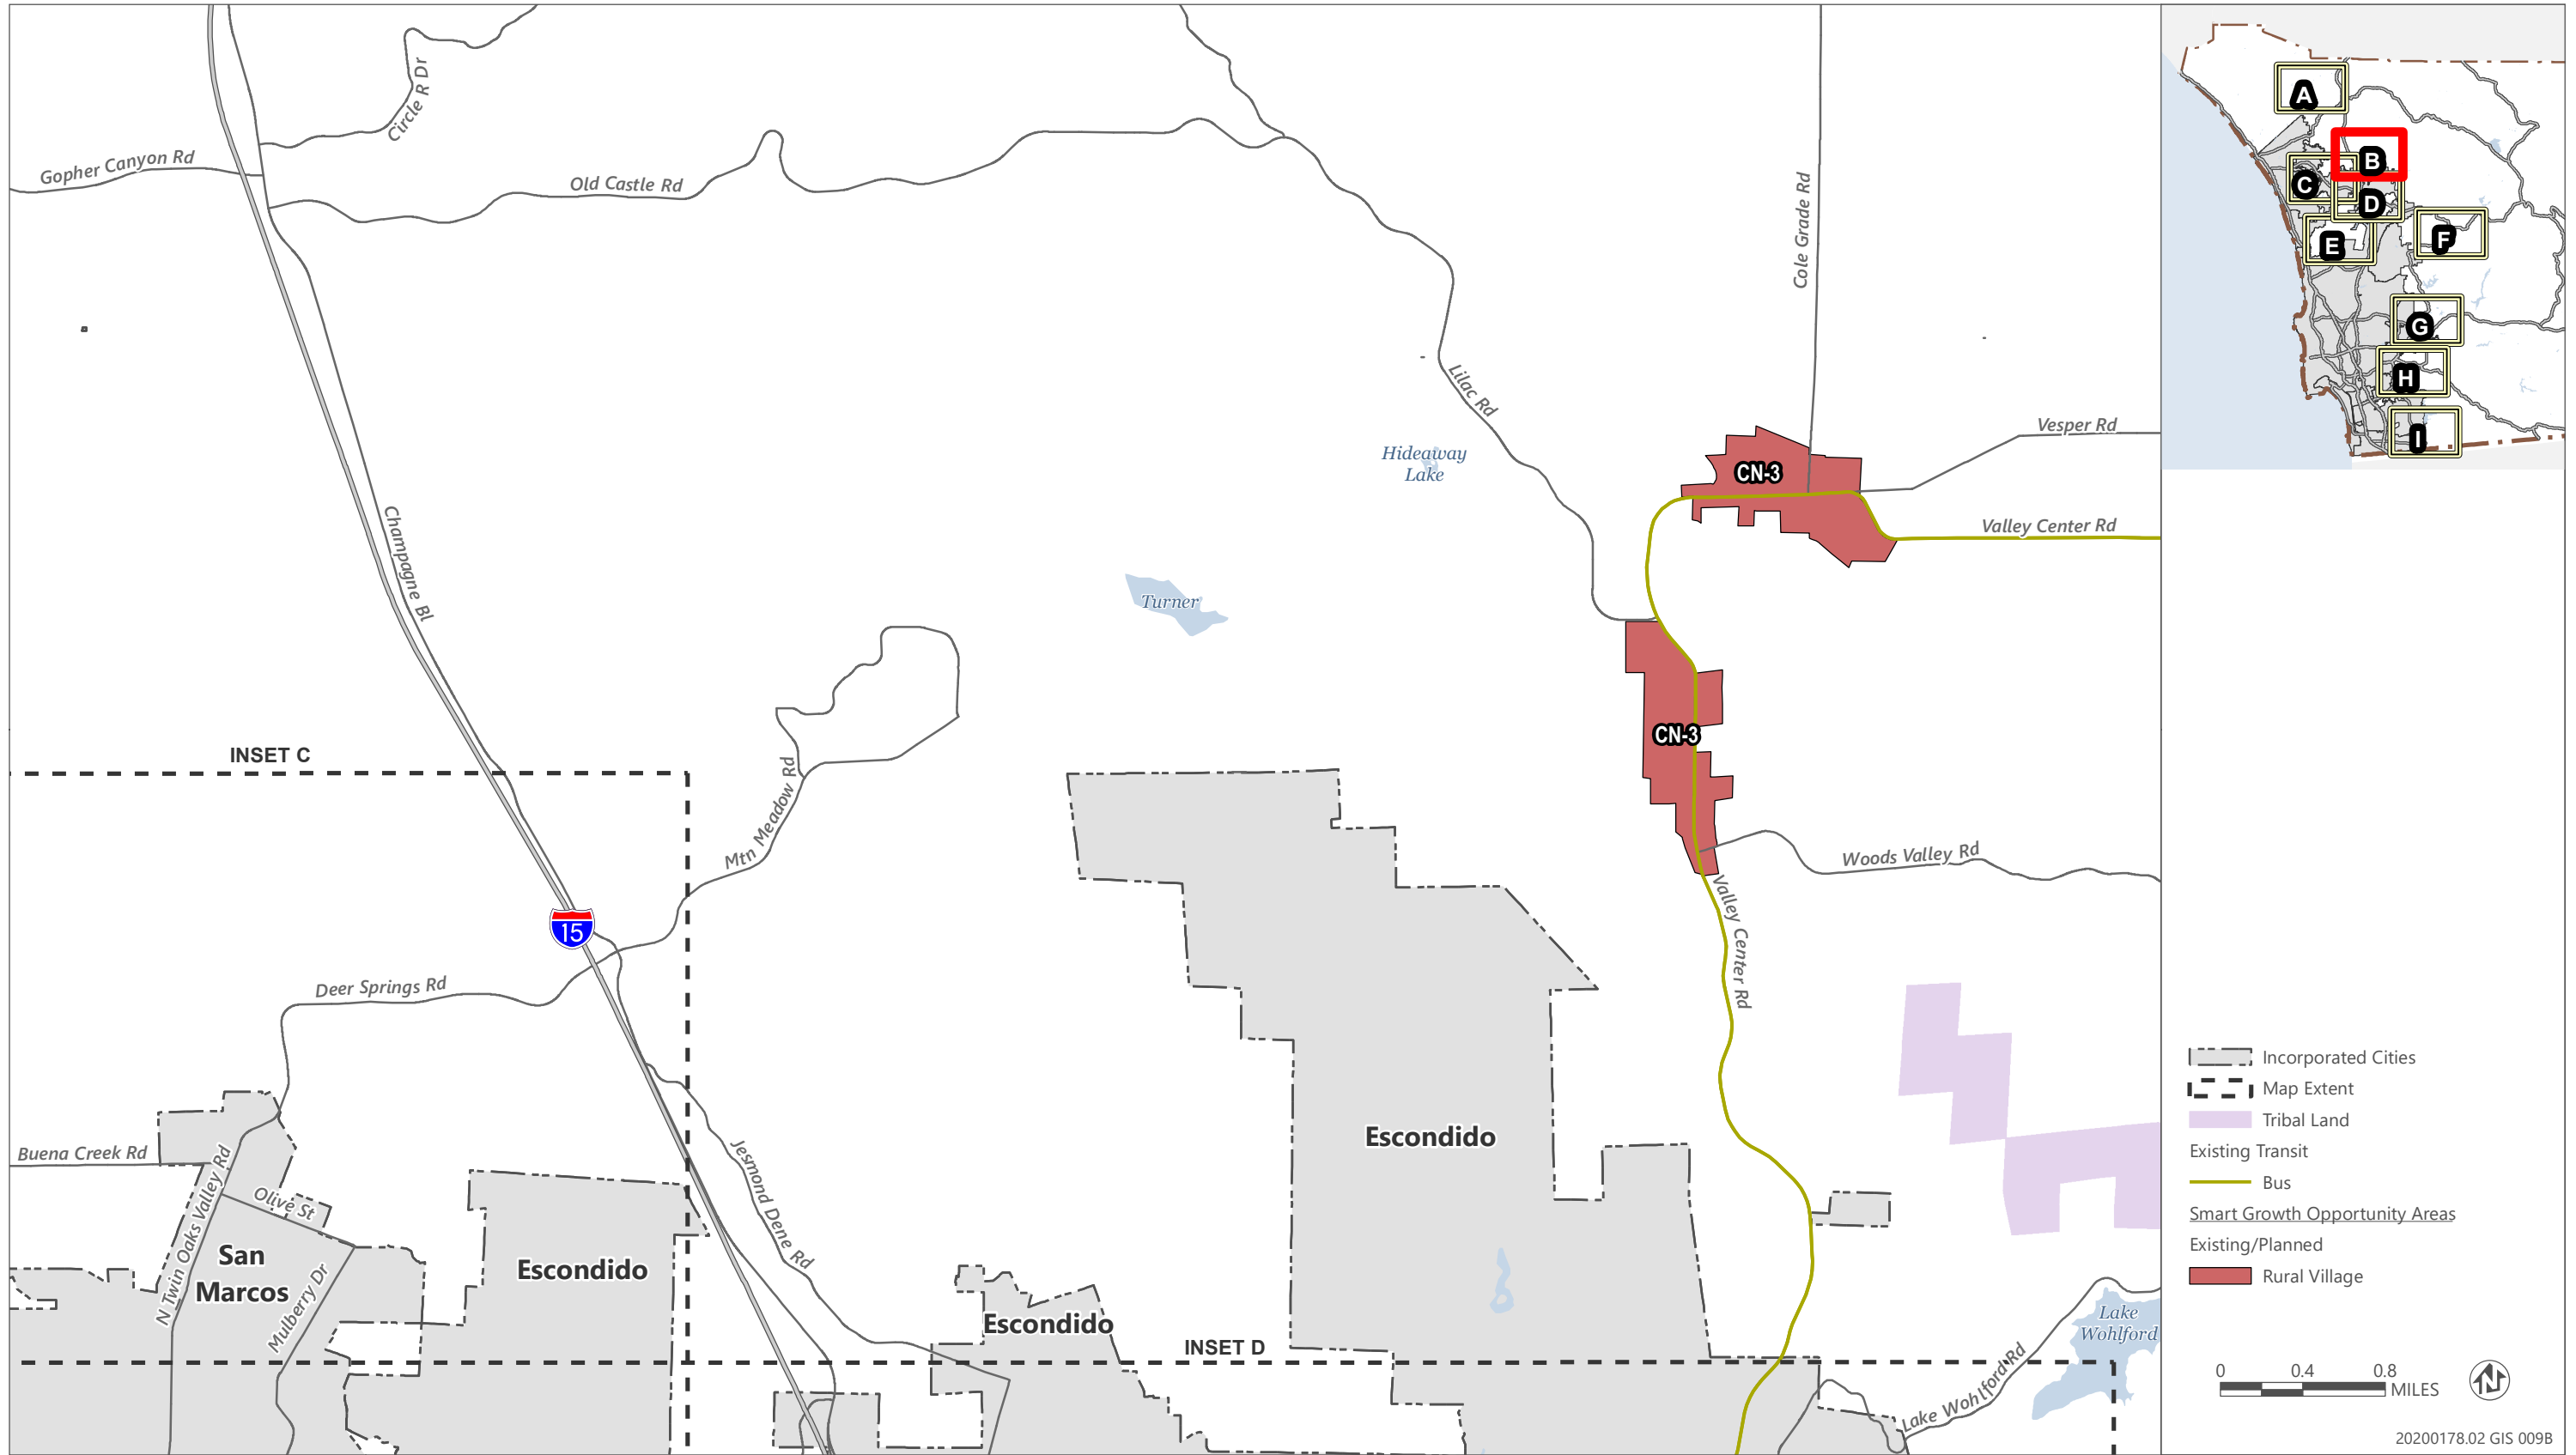 Circle R Dr
Gopher Canyon Rd
Old Castle Rd
Cole Grade Rd
Lilac Rd
Vesper Rd
Hideaway
Lake
CN-3
Valley Center Rd
Champagne Bl
Turner
CN-3
INSET C
Mtn Meadow Rd
Woods Valley Rd
Valley Center Rd
15
Deer Springs Rd
Buena Creek Rd
N Twin Oaks Valley Rd
Olive St
Jesmond Dene Rd
Escondido
San
Marcos
Mulberry Dr
Escondido
Escondido
INSET D
Lake
Wohlford
Lake Wohlford Rd
A
B
C
D
E
F
G
H
I
Incorporated Cities
Map Extent
Tribal Land
Existing Transit
Bus
Smart Growth Opportunity Areas
Existing/Planned
Rural Village
0 0.4 0.8
MILES
N
20200178.02 GIS 009B